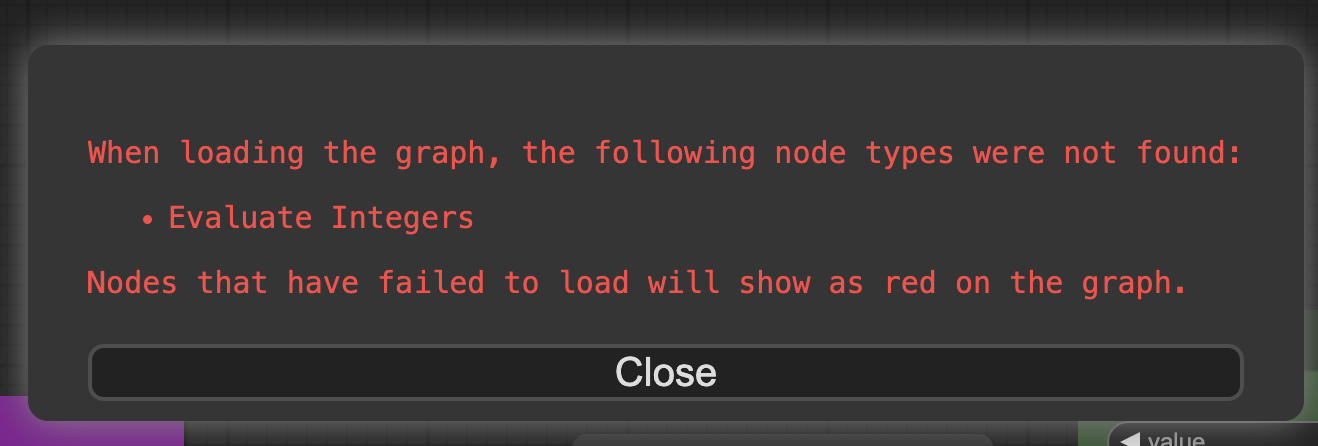 When loading the graph, the following node types were not found:
• Evaluate Integers
Nodes that have failed to load will show as red on the graph.
Close
value